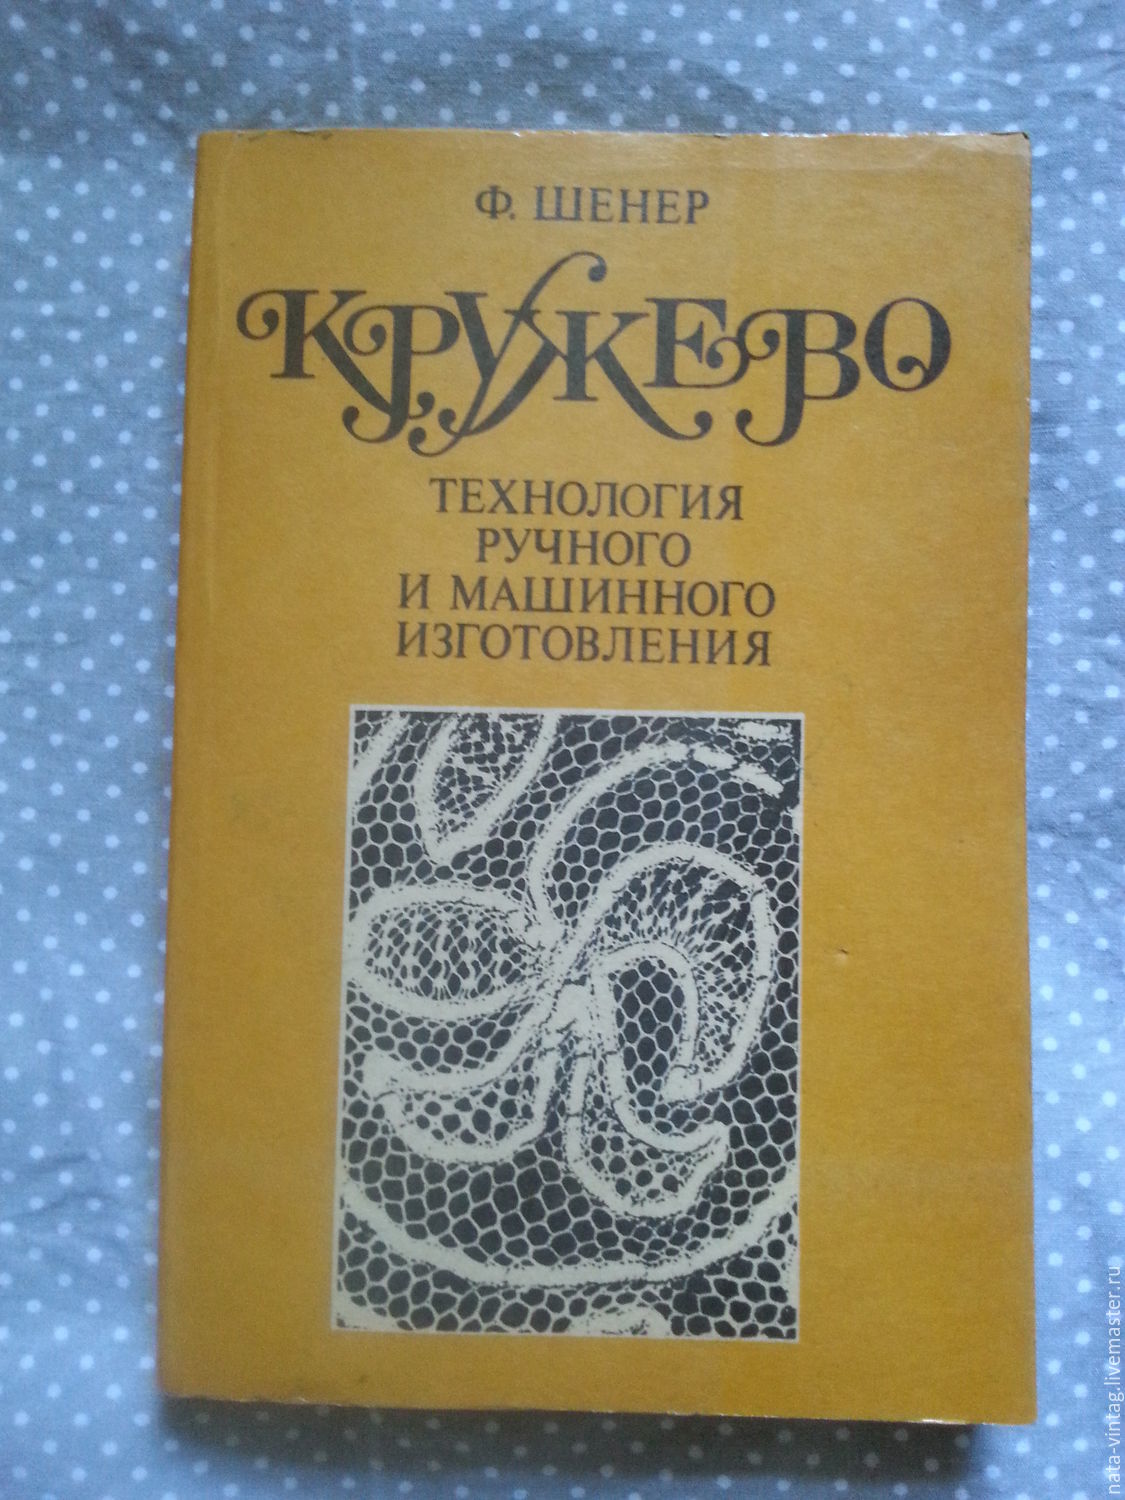 Ф. ШЕНЕР
КРУЖЕВО
ТЕХНОЛОГИЯ
РУЧНОГО
И МАШИННОГО
ИЗГОТОВЛЕНИЯ
nata-vintag.livemaster.ru